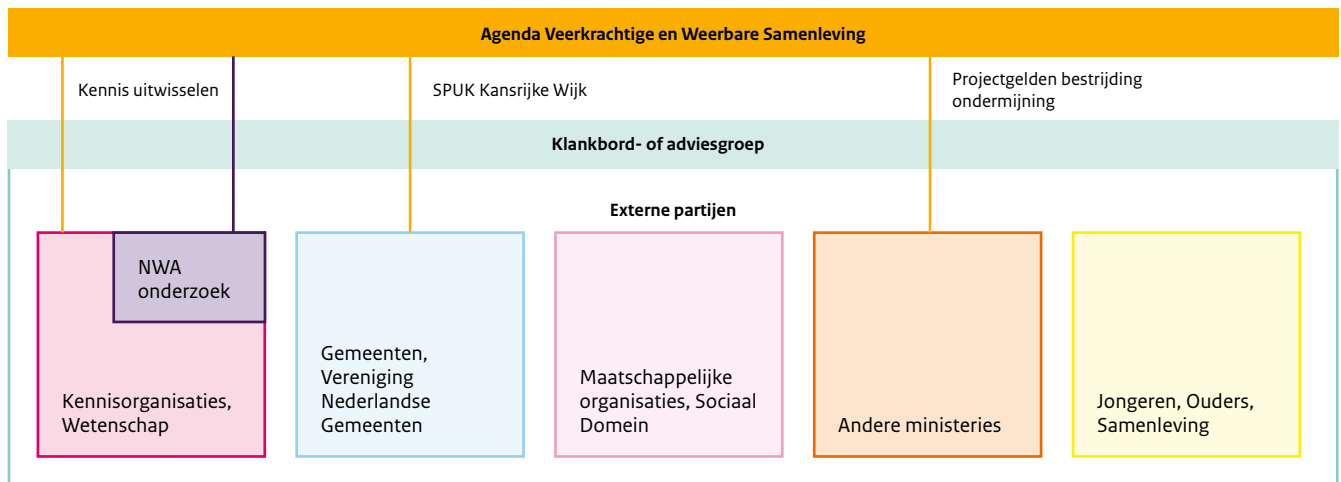 Agenda Veerkrachtige en Weerbare Samenleving
Kennis uitwisselen
SPUK Kansrijke Wijk
Projectgelden bestrijding
ondermijning
Klankbord- of adviesgroep
Externe partijen
NWA
onderzoek
Kennisorganisaties,
Wetenschap
Gemeenten,
Vereniging
Nederlandse
Gemeenten
Maatschappelijke
organisaties, Sociaal
Domein
Andere ministeries
Jongeren, Ouders,
Samenleving